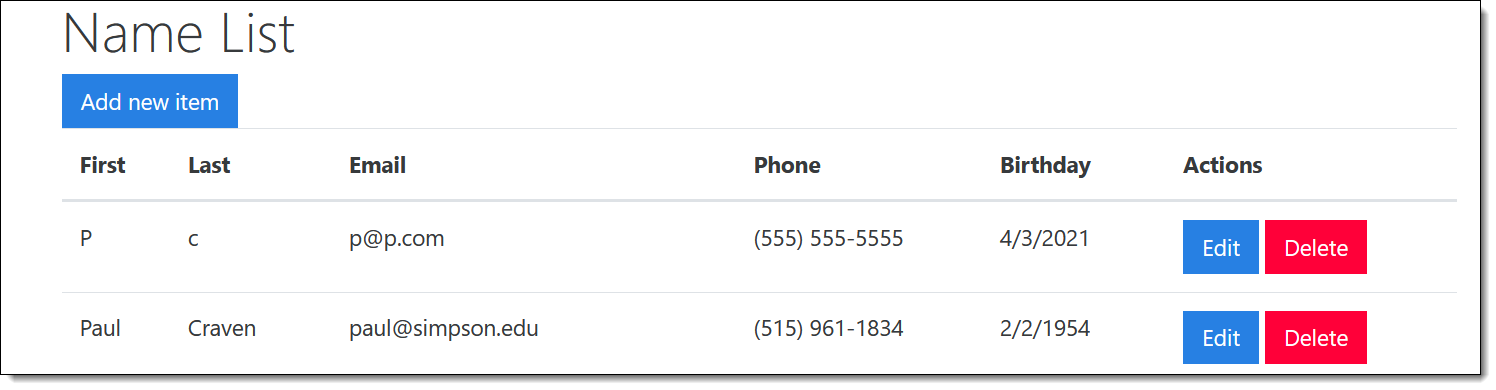 Name List
Add new item
First Last Email Phone Birthday Actions
P c p@p.com (555) 555-5555 4/3/2021 Edit Delete
Paul Craven paul@simpson.edu (515) 961-1834 2/2/1954 Edit Delete